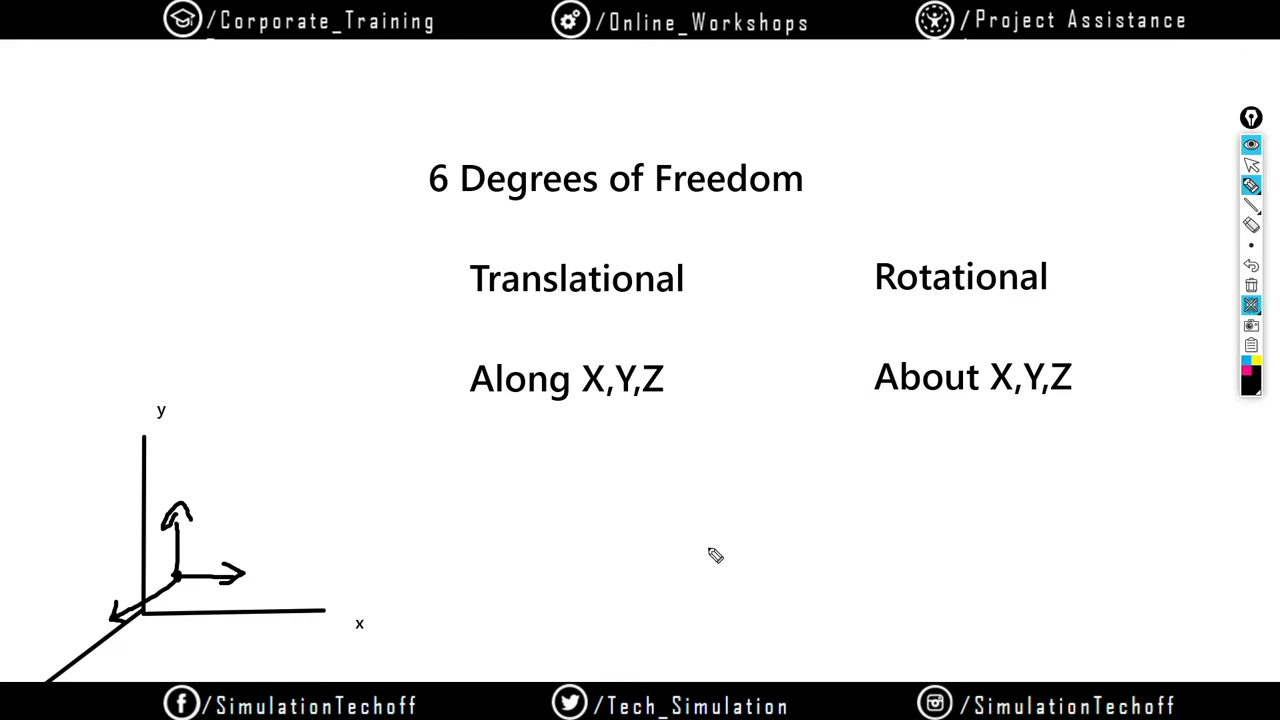 /Corporate_Training /Online_Workshops /Project Assistance
6 Degrees of Freedom
Translational Rotational
Along X,Y,Z About X,Y,Z
y
x
/SimulationTechoff /Tech_Simulation /SimulationTechoff